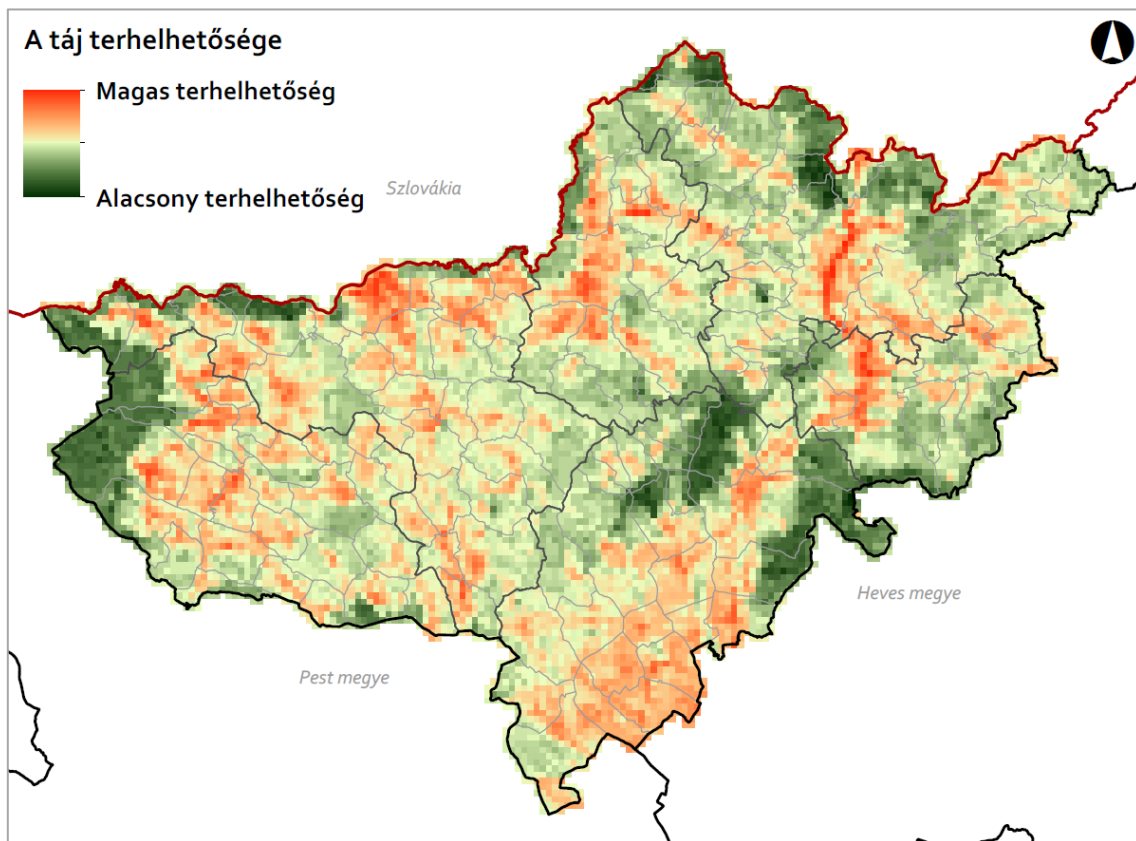 A táj terhelhetősége
Magas terhelhetőség
Alacsony terhelhetőség
Szlovákia
Heves megye
Pest megye